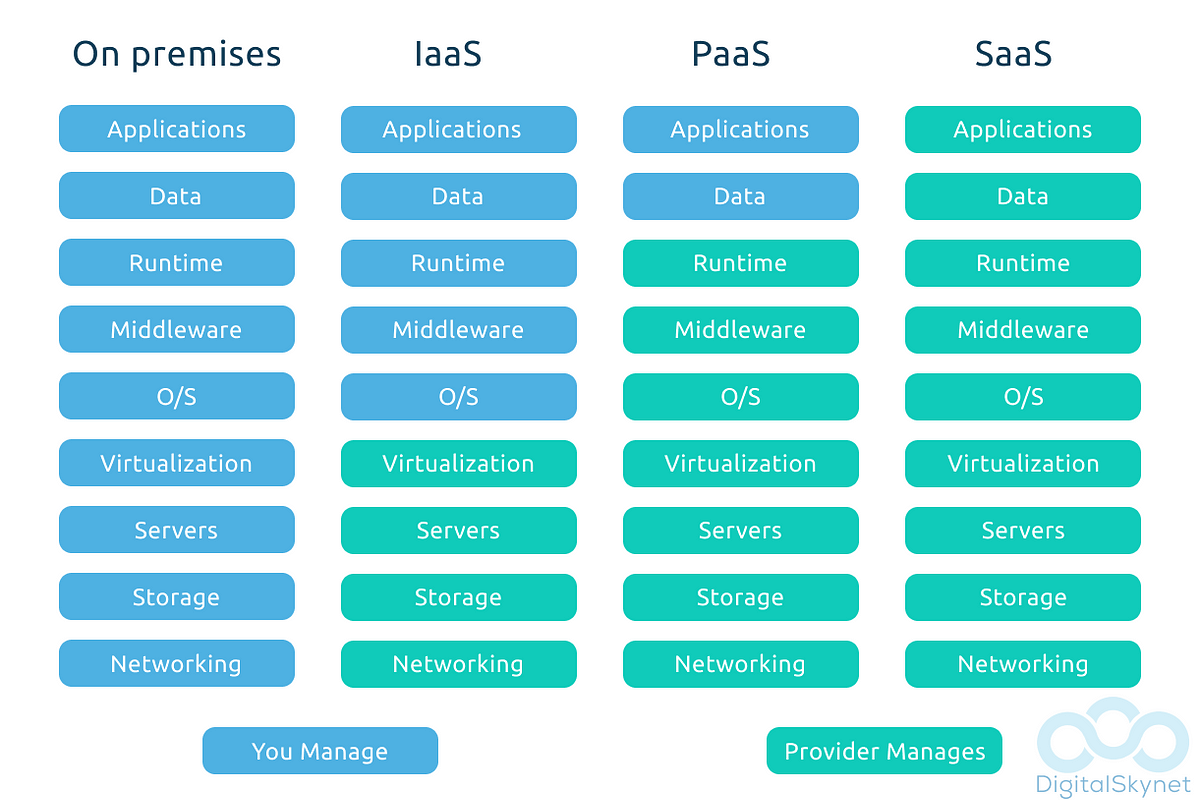 On premises
IaaS
PaaS
SaaS
Applications
Applications
Applications
Applications
Data
Data
Data
Data
Runtime
Runtime
Runtime
Runtime
Middleware
Middleware
Middleware
Middleware
O/S
O/S
O/S
O/S
Virtualization
Virtualization
Virtualization
Virtualization
Servers
Servers
Servers
Servers
Storage
Storage
Storage
Storage
Networking
Networking
Networking
Networking
You Manage
Provider Manages
DigitalSkynet